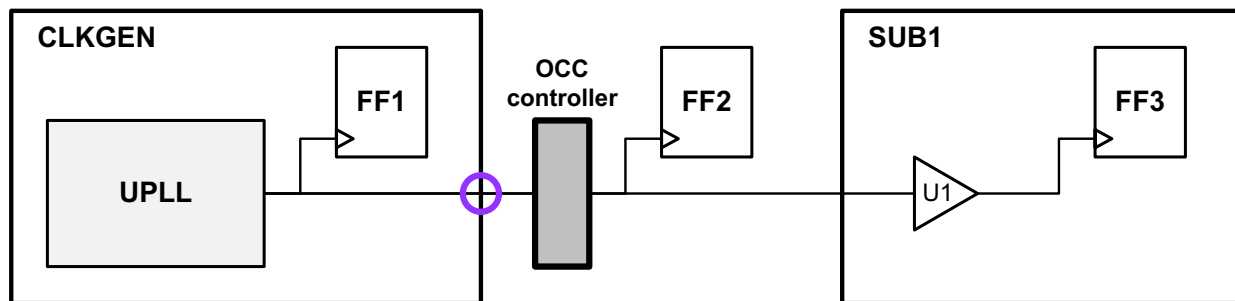 CLKGEN
UPLL
FF1
OCC
controller
FF2
SUB1
U1
FF3